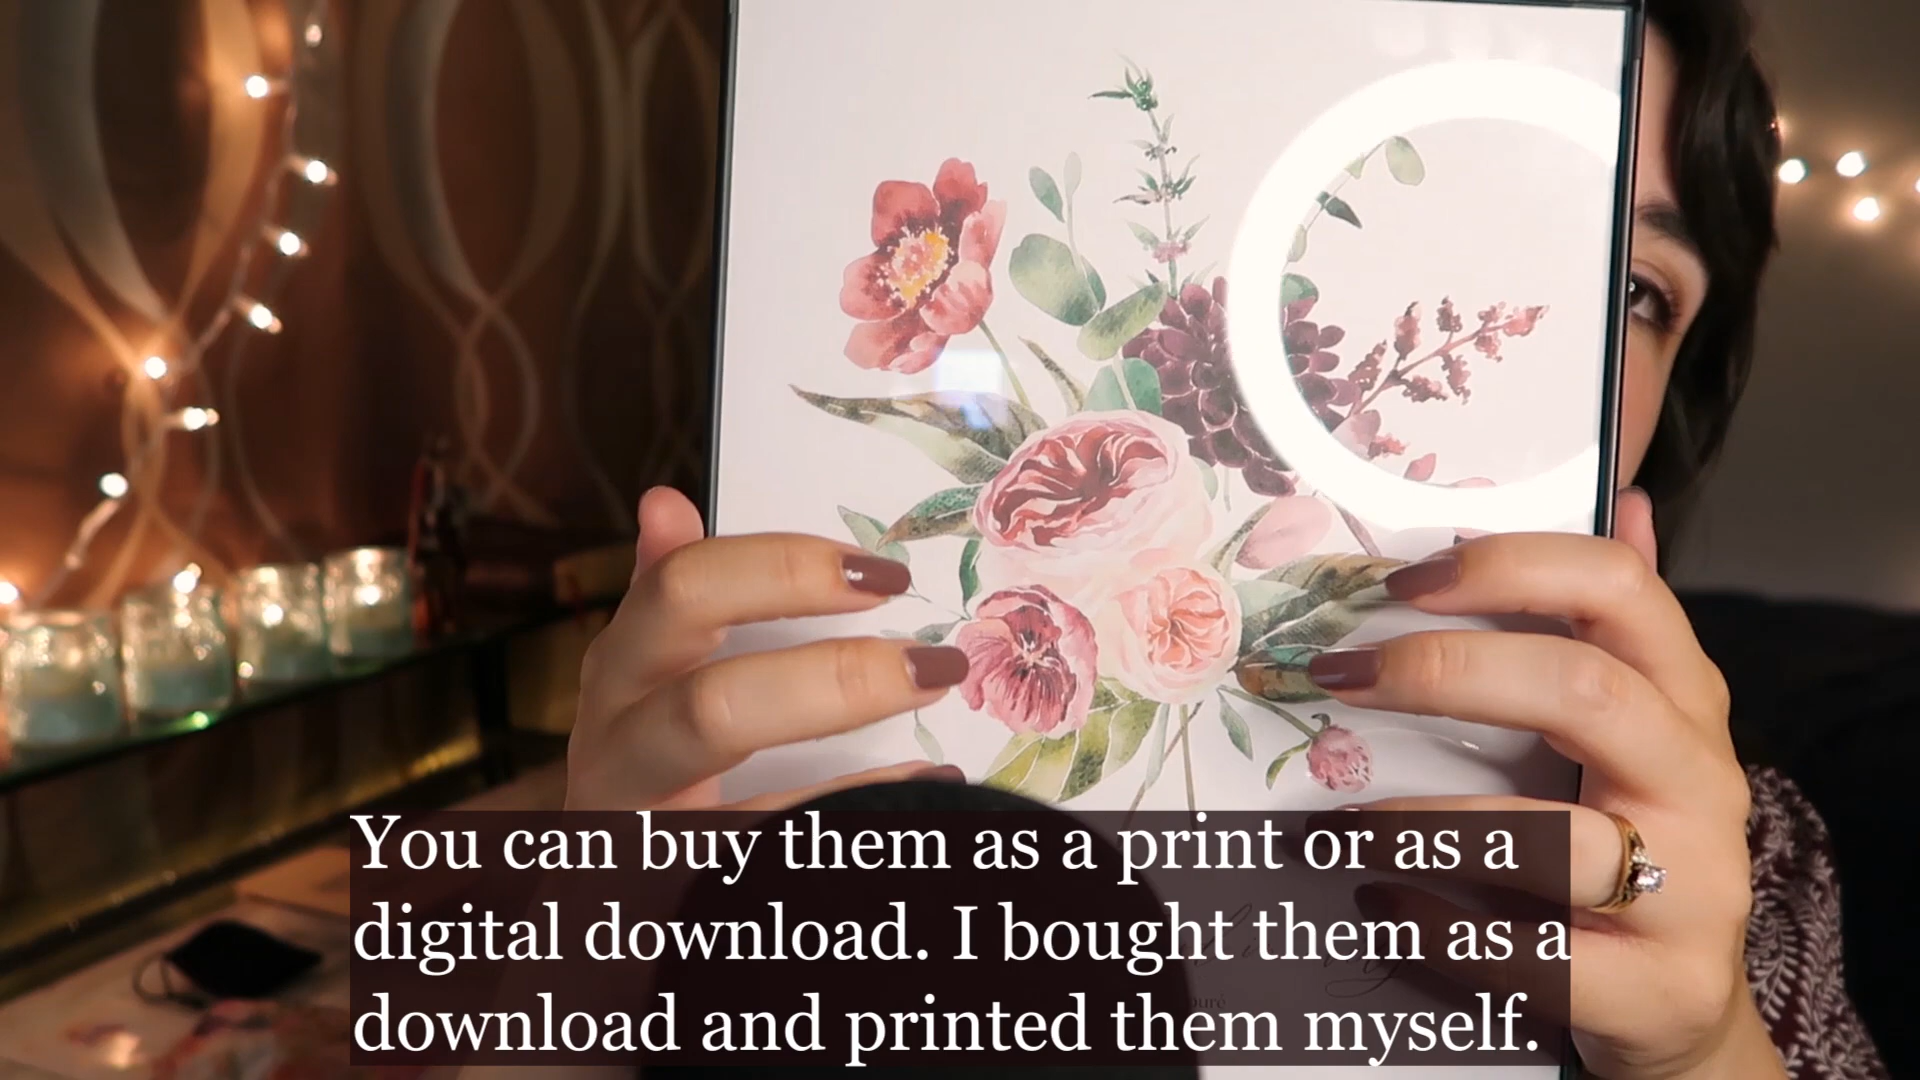 You can buy them as a print or as a
digital download. I bought them as a
download and printed them myself.